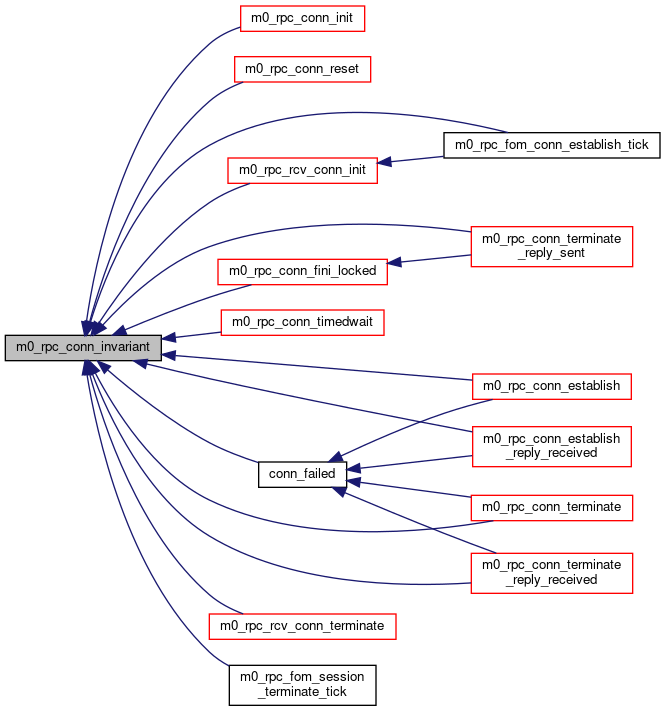 m0_rpc_conn_init
m0_rpc_conn_reset
m0_rpc_fom_conn_establish_tick
m0_rpc_rcv_conn_init
m0_rpc_conn_terminate
_reply_sent
m0_rpc_conn_fini_locked
m0_rpc_conn_timedwait
m0_rpc_conn_invariant
m0_rpc_conn_establish
m0_rpc_conn_establish
_reply_received
conn_failed
m0_rpc_conn_terminate
m0_rpc_conn_terminate
_reply_received
m0_rpc_rcv_conn_terminate
m0_rpc_fom_session
_terminate_tick